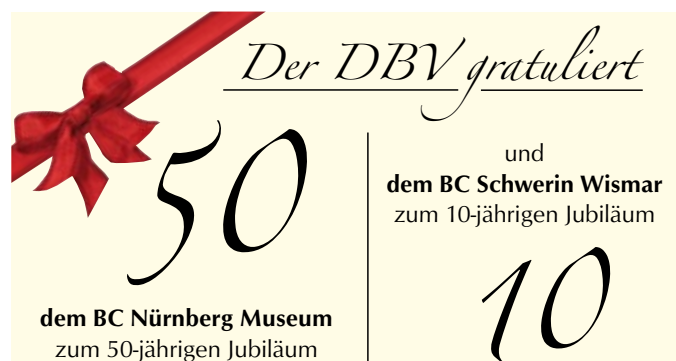 Der DBV gratuliert
50
dem BC Nürnberg Museum
zum 50-jährigen Jubiläum
und
dem BC Schwerin Wismar
zum 10-jährigen Jubiläum
10